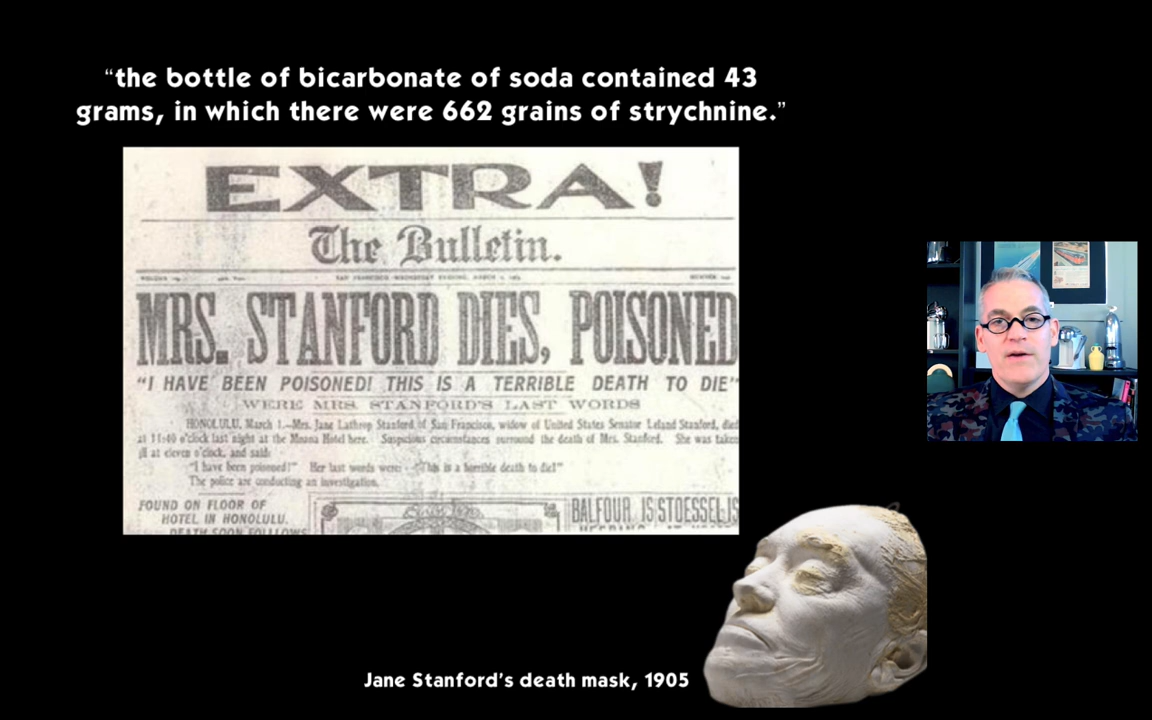 “the bottle of bicarbonate of soda contained 43
grams, in which there were 662 grains of strychnine.”
EXTRA!
The Bulletin.
MRS. STANFORD DIES, POISONED
“I HAVE BEEN POISONED! THIS IS A TERRIBLE DEATH TO DIE”
WERE MRS. STANFORD'S LAST WORDS
HONOLULU, March 1.—Mrs. Jane Lathrop Stanford of San Francisco, widow of United States Senator Leland Stanford, died
at 11:40 o'clock last night at the Moana Hotel here. Suspicious circumstances surround the death of Mrs. Stanford. She was taken
ill at eleven o'clock, and said:
“I have been poisoned!” Her last words were: “This is a horrible death to die!”
The police are conducting an investigation.
FOUND ON FLOOR OF
HOTEL IN HONOLULU.
DEATH SOON FOLLOWS
BALFOUR IS STOESSEL IS
Jane Stanford's death mask, 1905